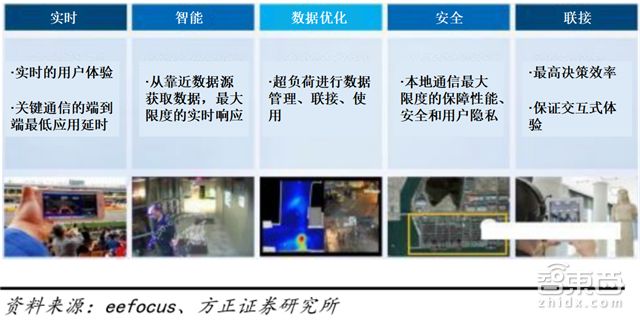 实时
智能
数据优化
安全
联接
·实时的用户体验
·关键通信的端到
端最低应用延时
·从靠近数据源
获取数据，最大
限度的实时响应
·超负荷进行数据
管理、联接、使
用
·本地通信最大
限度的保障性能、
安全和用户隐私
·最高决策效率
·保证交互式体
验
资料来源：eefocus、方正证券研究所
智东西
zhidx.com